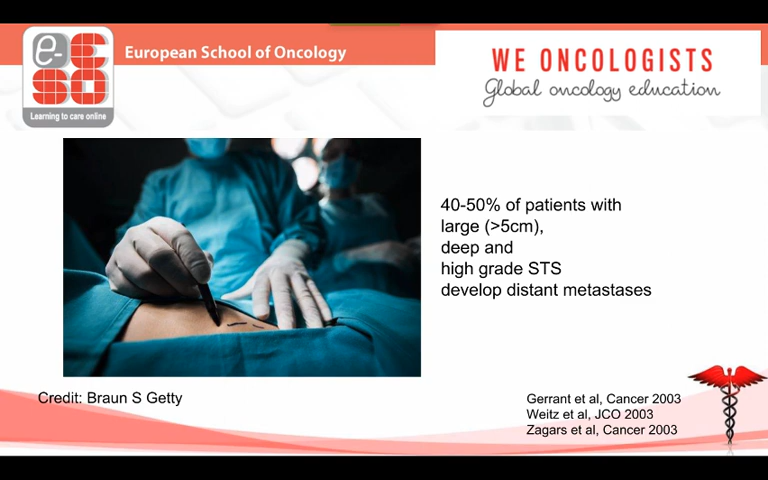 e-ESO
Learning to care online
European School of Oncology
WE ONCOLOGISTS
Global oncology education
40-50% of patients with
large (>5cm),
deep and
high grade STS
develop distant metastases
Credit: Braun S Getty
Gerrant et al, Cancer 2003
Weitz et al, JCO 2003
Zagars et al, Cancer 2003